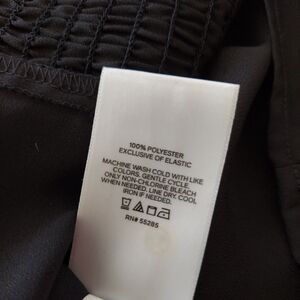 100% POLYESTER
EXCLUSIVE OF ELASTIC
MACHINE WASH COLD WITH LIKE
COLORS, GENTLE CYCLE.
ONLY NON-CHLORINE BLEACH
WHEN NEEDED. LINE DRY. COOL
IRON IF NEEDED.
RN# 55285